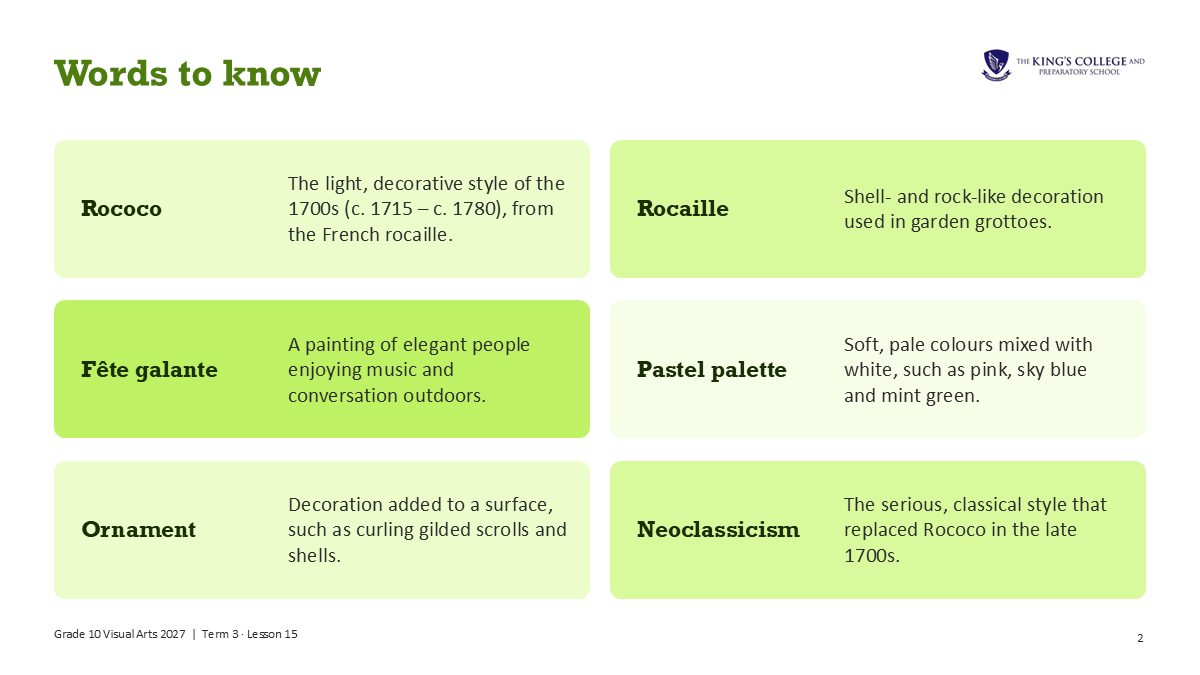 Words to know
THE KING'S COLLEGE AND
PREPARATORY SCHOOL
Rococo
The light, decorative style of the
1700s (c. 1715 – c. 1780), from
the French rocaille.
Rocaille
Shell- and rock-like decoration
used in garden grottoes.
Fête galante
A painting of elegant people
enjoying music and
conversation outdoors.
Pastel palette
Soft, pale colours mixed with
white, such as pink, sky blue
and mint green.
Ornament
Decoration added to a surface,
such as curling gilded scrolls and
shells.
Neoclassicism
The serious, classical style that
replaced Rococo in the late
1700s.
Grade 10 Visual Arts 2027 | Term 3 · Lesson 15
2